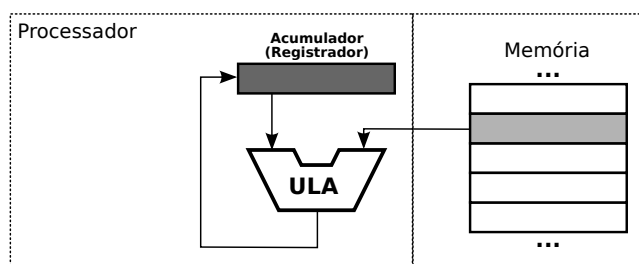 Processador
Acumulador
(Registrador)
Memória
...
ULA
...